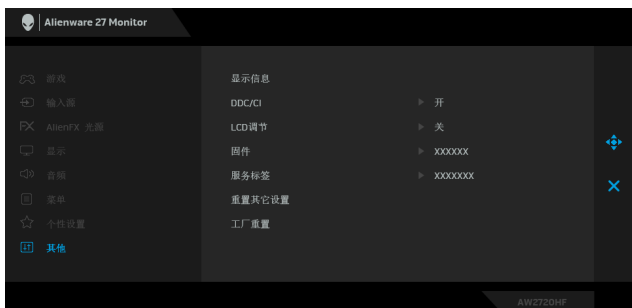 Alienware 27 Monitor
游戏
输入源
AlienFX 光源
显示
音频
菜单
个性设置
其他
显示信息
DDC/CI 开
LCD调节 关
固件 XXXXXX
服务标签 XXXXXXX
重置其它设置
工厂重置
AW2720HF